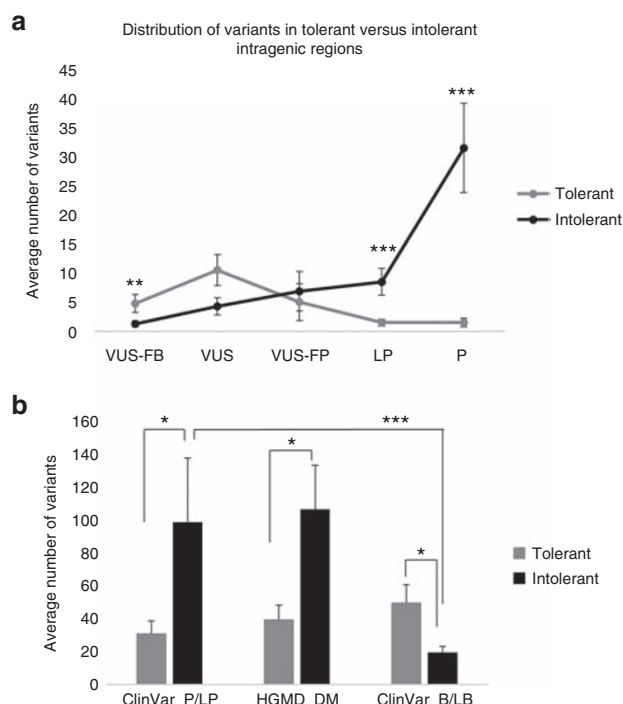 a
Distribution of variants in tolerant versus intolerant
intragenic regions
Average number of variants
45
40
35
30
25
20
15
10
5
0
**
***
***
VUS-FB VUS VUS-FP LP P
Tolerant
Intolerant
b
Average number of variants
160
140
120
100
80
60
40
20
0
*
*
***
*
ClinVar_P/LP HGMD_DM ClinVar_B/LB
Tolerant
Intolerant